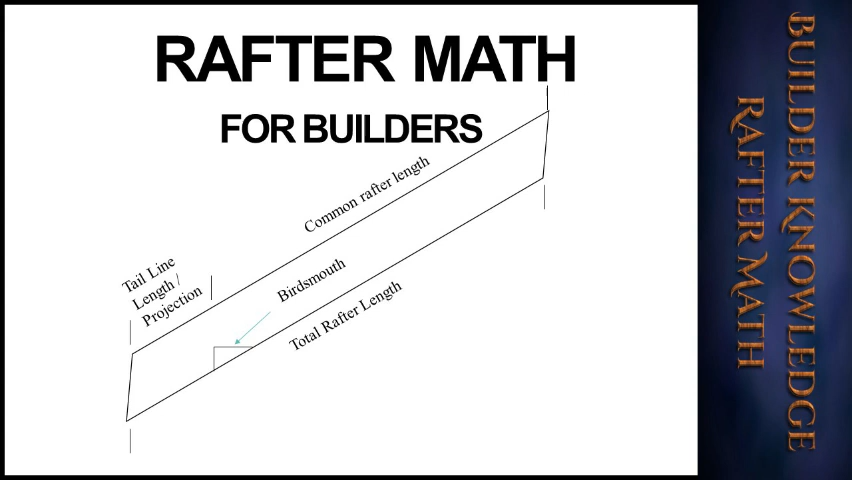 RAFTER MATH
FOR BUILDERS
Common rafter length
Tail Line
Length /
Projection
Birdsmouth
Total Rafter Length
BUILDER KNOWLEDGE
RAFTER MATH